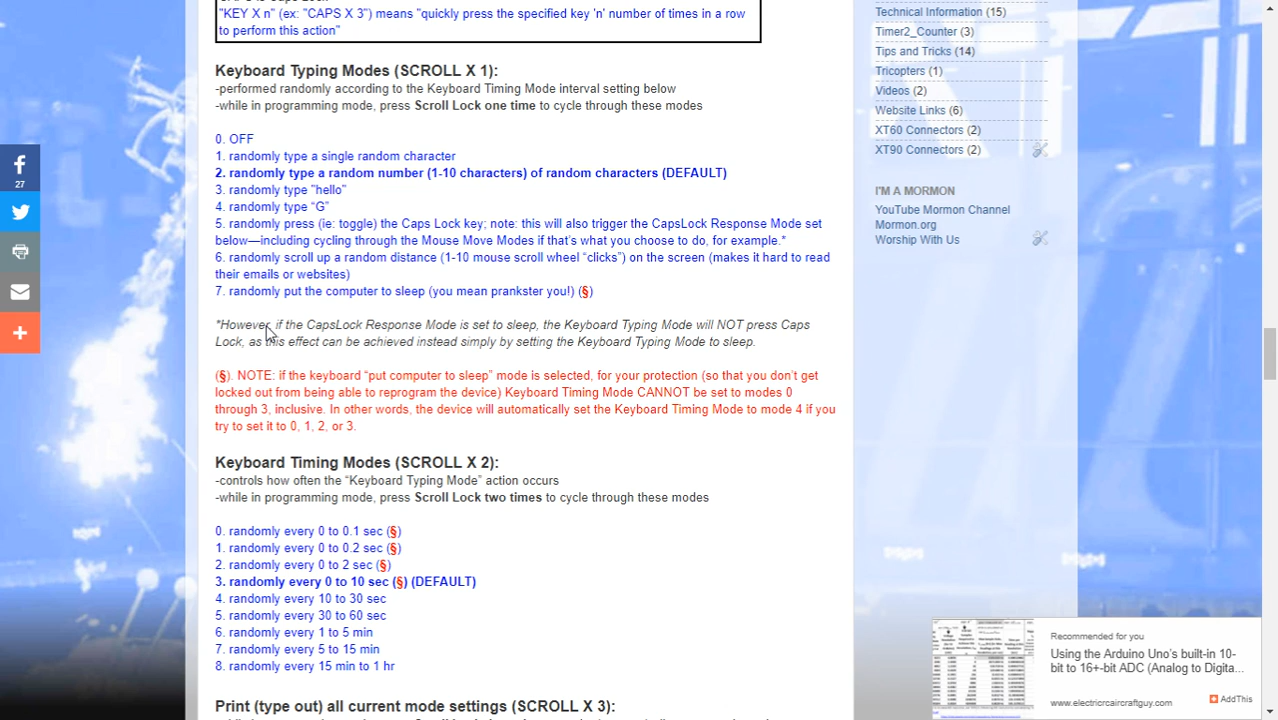 "KEY X n" (ex: "CAPS X 3") means "quickly press the specified key 'n' number of times in a row
to perform this action"
Keyboard Typing Modes (SCROLL X 1):
-performed randomly according to the Keyboard Timing Mode interval setting below
-while in programming mode, press Scroll Lock one time to cycle through these modes
0. OFF
1. randomly type a single random character
2. randomly type a random number (1-10 characters) of random characters (DEFAULT)
3. randomly type "hello"
4. randomly type “G”
5. randomly press (ie: toggle) the Caps Lock key; note: this will also trigger the CapsLock Response Mode set
below—including cycling through the Mouse Move Modes if that’s what you choose to do, for example.*
6. randomly scroll up a random distance (1-10 mouse scroll wheel “clicks”) on the screen (makes it hard to read
their emails or websites)
7. randomly put the computer to sleep (you mean prankster you!) (§)
*However, if the CapsLock Response Mode is set to sleep, the Keyboard Typing Mode will NOT press Caps
Lock, as this effect can be achieved instead simply by setting the Keyboard Typing Mode to sleep.
(§). NOTE: if the keyboard “put computer to sleep” mode is selected, for your protection (so that you don’t get
locked out from being able to reprogram the device) Keyboard Timing Mode CANNOT be set to modes 0
through 3, inclusive. In other words, the device will automatically set the Keyboard Timing Mode to mode 4 if you
try to set it to 0, 1, 2, or 3.
Keyboard Timing Modes (SCROLL X 2):
-controls how often the “Keyboard Typing Mode” action occurs
-while in programming mode, press Scroll Lock two times to cycle through these modes
0. randomly every 0 to 0.1 sec (§)
1. randomly every 0 to 0.2 sec (§)
2. randomly every 0 to 2 sec (§)
3. randomly every 0 to 10 sec (§) (DEFAULT)
4. randomly every 10 to 30 sec
5. randomly every 30 to 60 sec
6. randomly every 1 to 5 min
7. randomly every 5 to 15 min
8. randomly every 15 min to 1 hr
Print (type out) all current mode settings (SCROLL X 3):
27
Technical Information (15)
Timer2_Counter (3)
Tips and Tricks (14)
Tricopters (1)
Videos (2)
Website Links (6)
XT60 Connectors (2)
XT90 Connectors (2)
I'M A MORMON
YouTube Mormon Channel
Mormon.org
Worship With Us
Recommended for you
Using the Arduino Uno’s built-in 10-
bit to 16+-bit ADC (Analog to Digita...
www.electricrcaircraftguy.com
AddThis